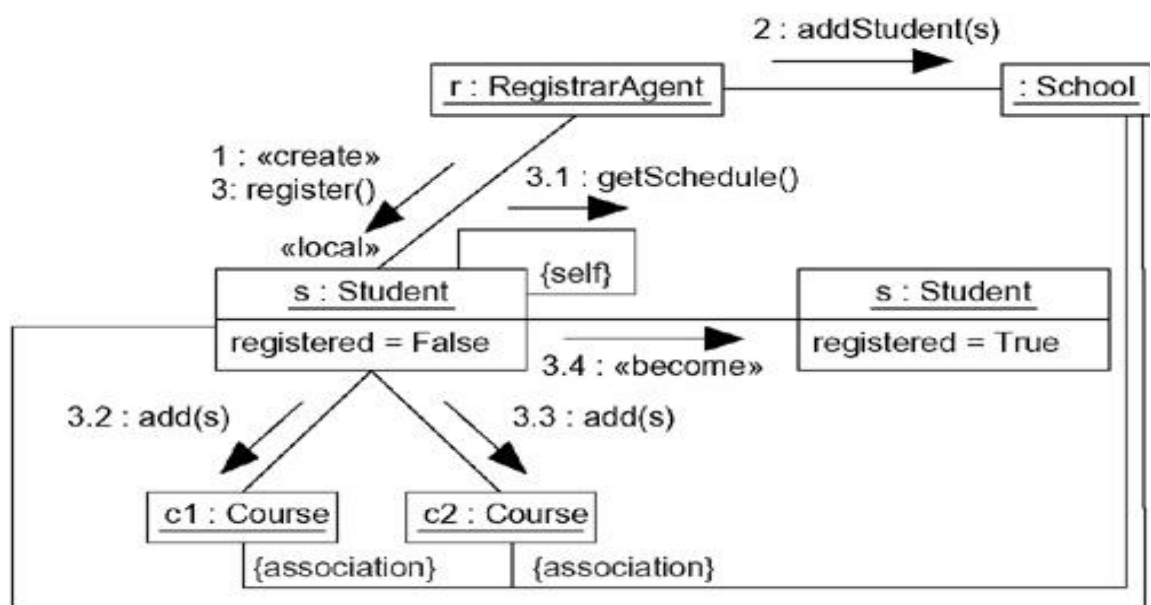 2 : addStudent(s)
r : RegistrarAgent
: School
1 : «create»
3: register()
3.1 : getSchedule()
«local»
{self}
s : Student
registered = False
s : Student
registered = True
3.4 : «become»
3.2 : add(s)
3.3 : add(s)
c1 : Course
c2 : Course
{association}
{association}